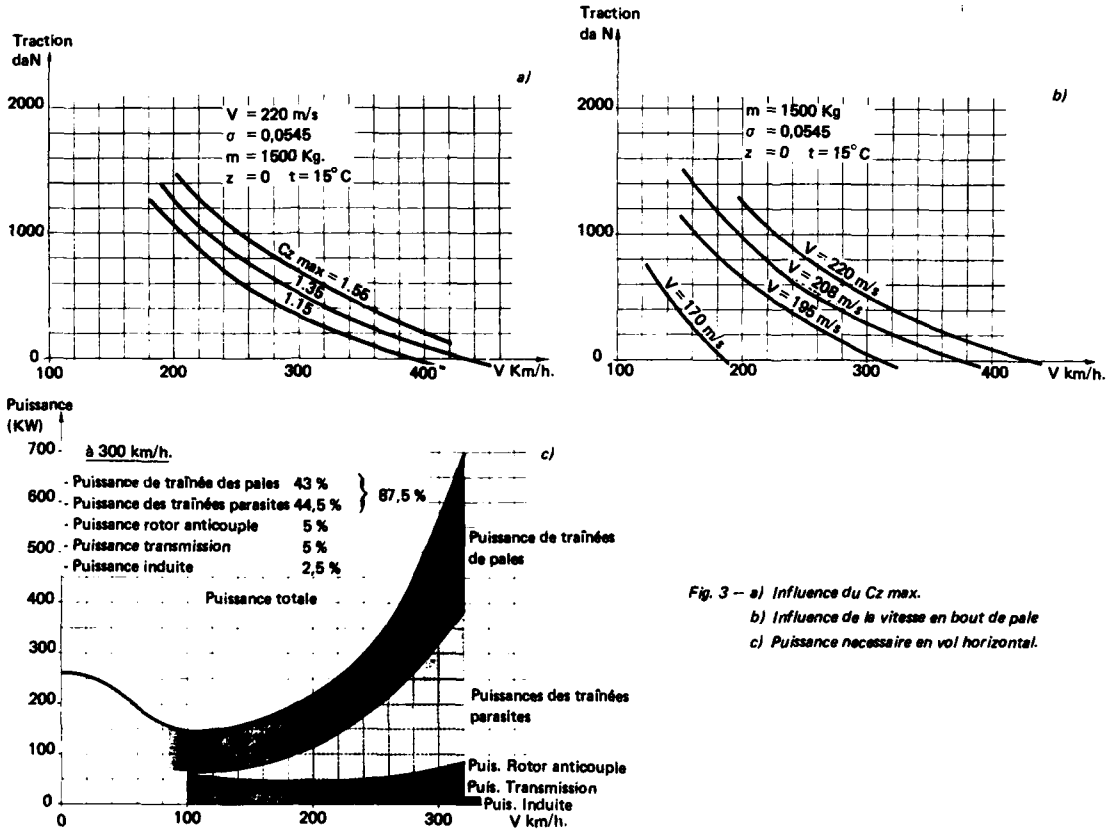 Traction
daN
a)
2000
1000
0
V = 220 m/s
σ = 0,0545
m = 1500 Kg.
z = 0 t = 15° C
Cz max = 1.55
1.35
1.15
100 200 300 400
V Km/h.
Traction
da N
b)
2000
1000
0
m = 1500 Kg
σ = 0,0545
z = 0 t = 15° C
V = 220 m/s
V = 208 m/s
V = 195 m/s
V = 170 m/s
100 200 300 400
V km/h.
Puissance
(KW)
c)
700
600
500
400
300
200
100
0
à 300 km/h.
- Puissance de traînée des pales 43 %
- Puissance des traînées parasites 44,5 %
87,5 %
- Puissance rotor anticouple 5 %
- Puissance transmission 5 %
- Puissance induite 2,5 %
Puissance totale
Puissance de traînées
de pales
Puissances des traînées
parasites
Puis. Rotor anticouple
Puis. Transmission
Puis. Induite
0 100 200 300
V km/h.
Fig. 3 – a) Influence du Cz max.
b) Influence de la vitesse en bout de pale
c) Puissance necessaire en vol horizontal.